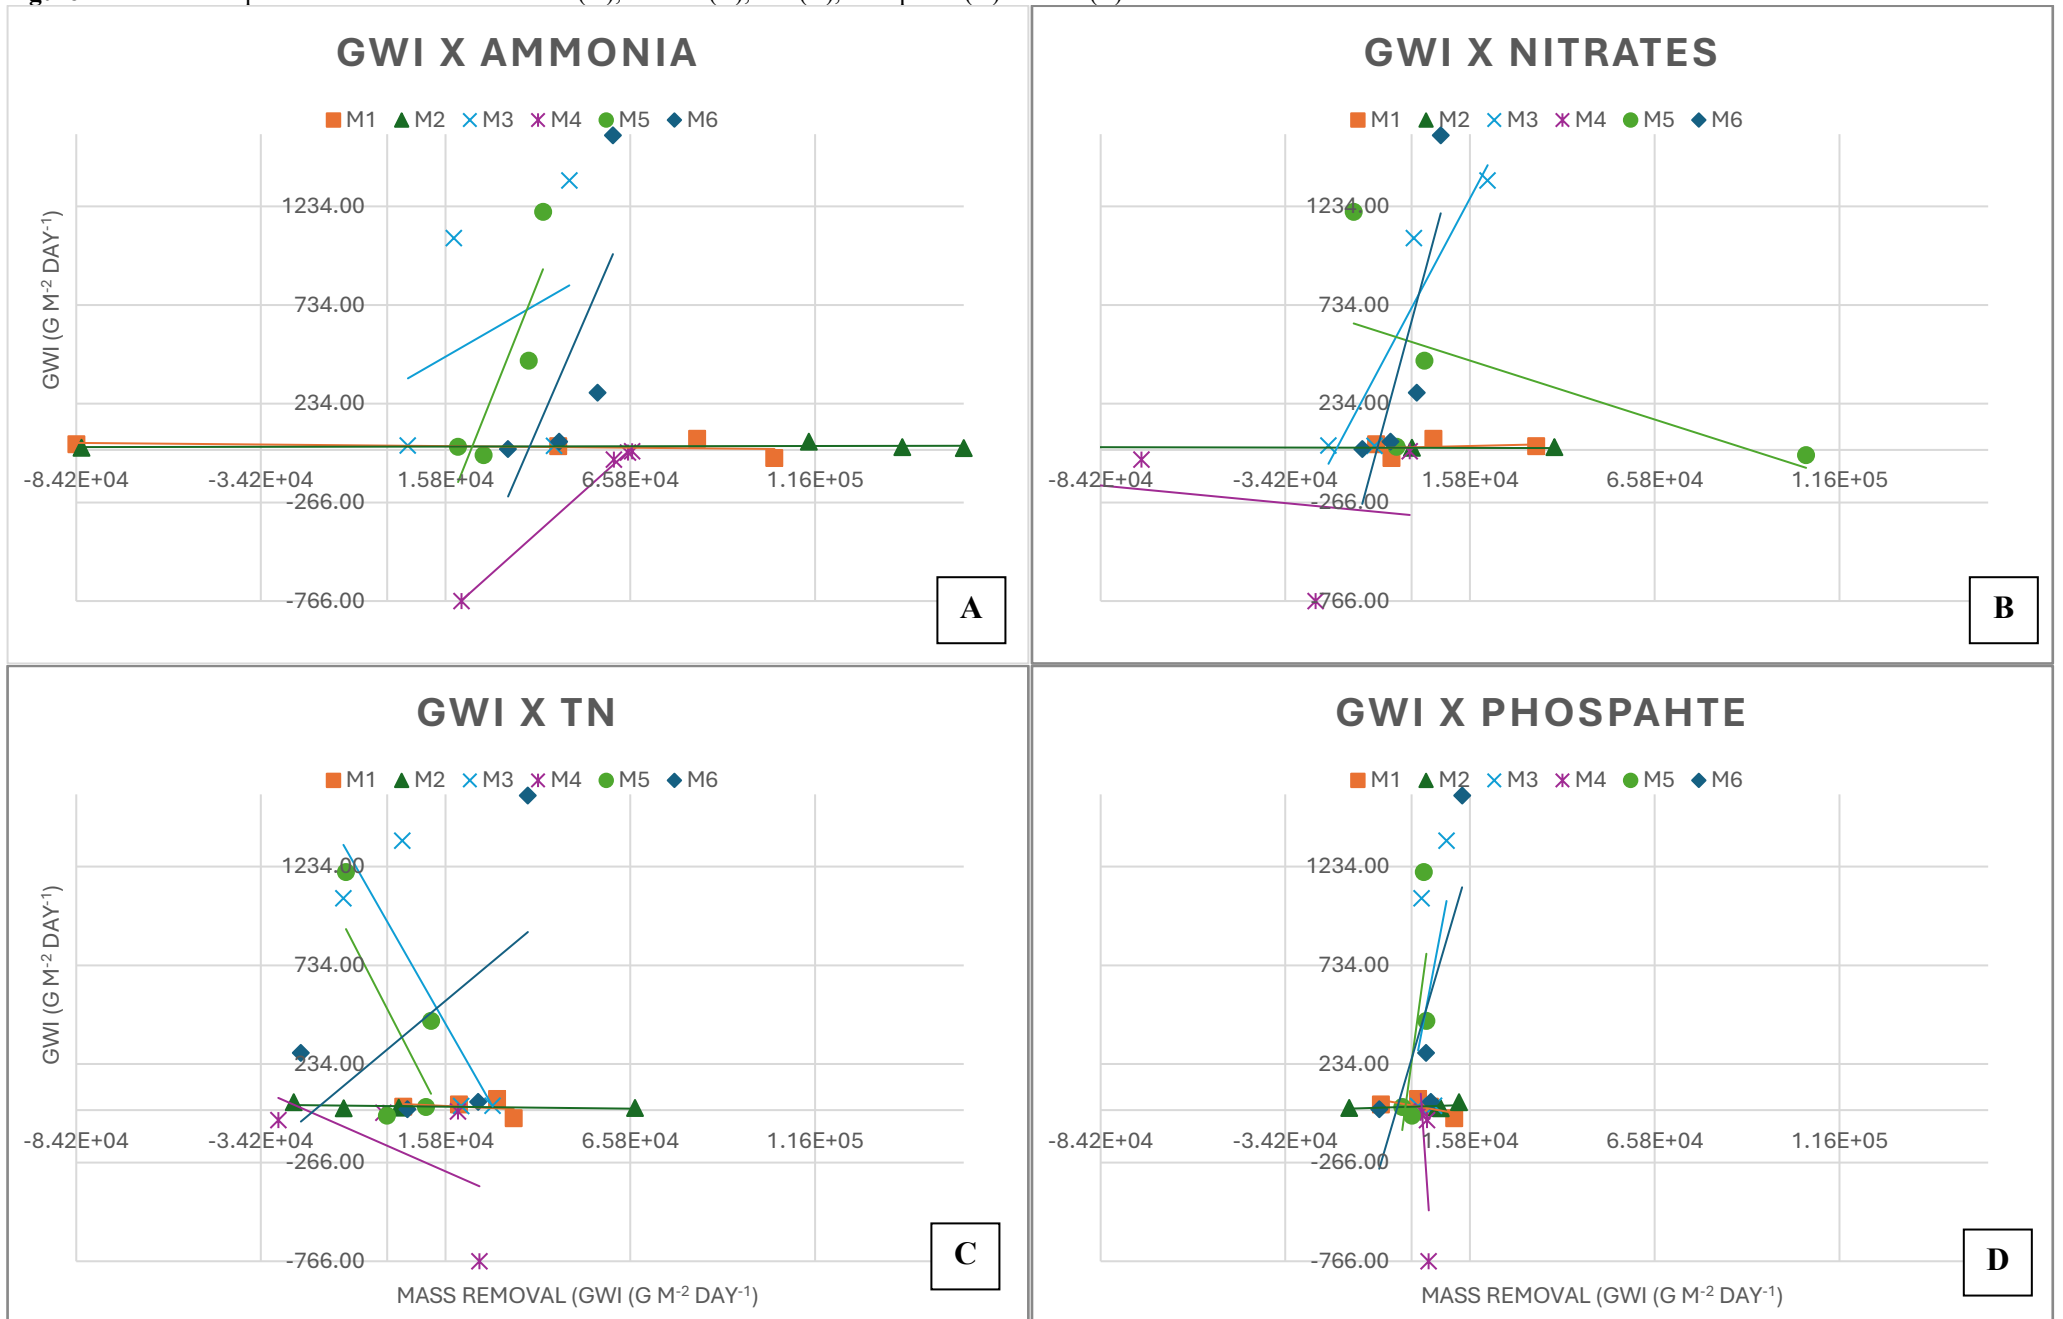 GWI X AMMONIA
M1 M2 M3 M4 M5 M6
GWI (G M-2 DAY-1)
1234.00
734.00
234.00
-266.00
-766.00
-8.42E+04 -3.42E+04 1.58E+04 6.58E+04 1.16E+05
A
GWI X NITRATES
M1 M2 M3 M4 M5 M6
1234.00
734.00
234.00
-266.00
-766.00
-8.42E+04 -3.42E+04 1.58E+04 6.58E+04 1.16E+05
B
GWI X TN
M1 M2 M3 M4 M5 M6
GWI (G M-2 DAY-1)
1234.00
734.00
234.00
-266.00
-766.00
-8.42E+04 -3.42E+04 1.58E+04 6.58E+04 1.16E+05
MASS REMOVAL (GWI (G M-2 DAY-1)
C
GWI X PHOSPAHTE
M1 M2 M3 M4 M5 M6
1234.00
734.00
234.00
-266.00
-766.00
-8.42E+04 -3.42E+04 1.58E+04 6.58E+04 1.16E+05
MASS REMOVAL (GWI (G M-2 DAY-1)
D